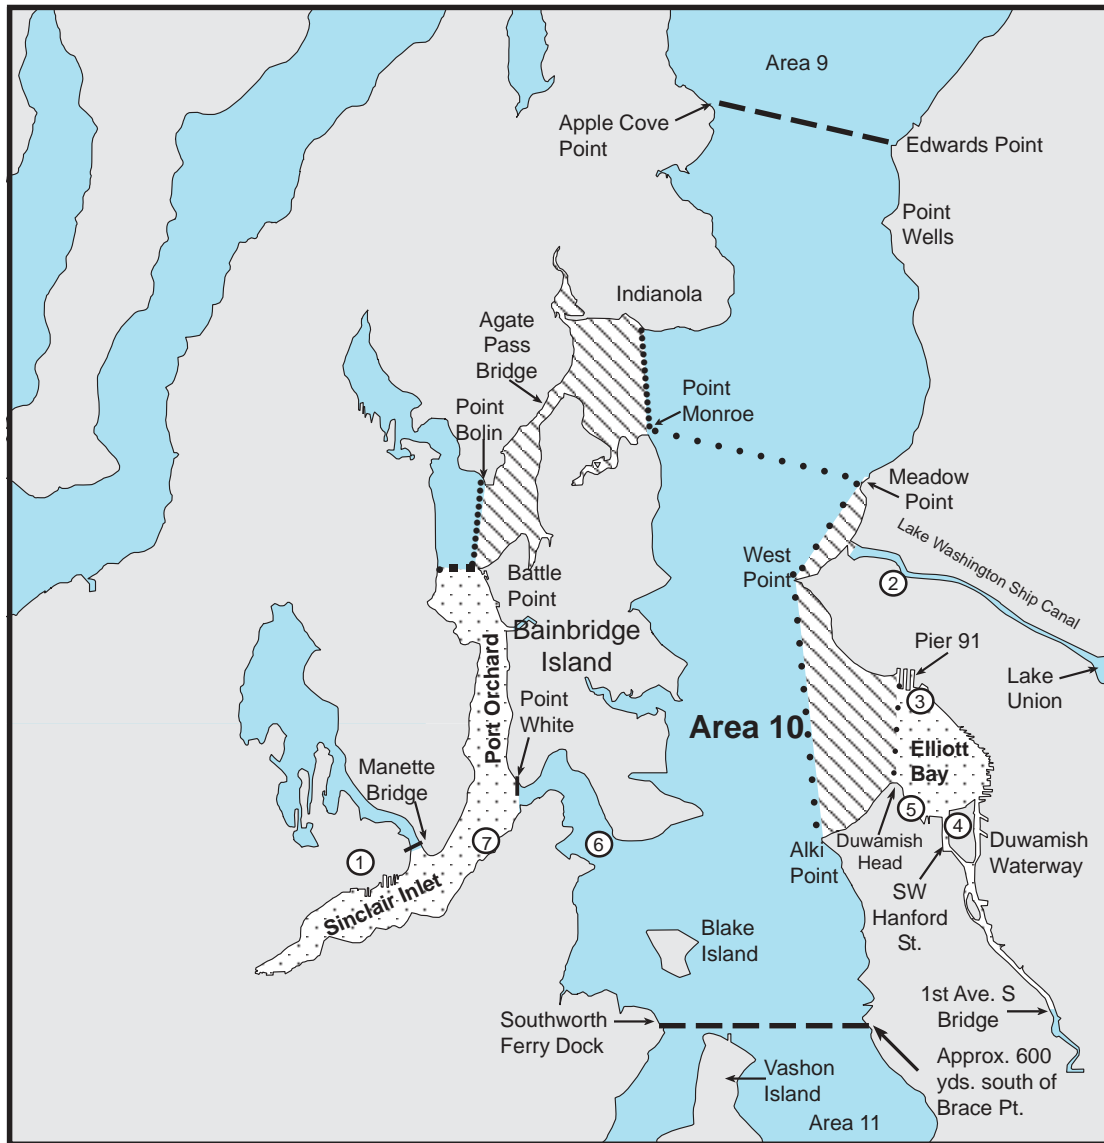 Area 9
Apple Cove
Point
Edwards Point
Point
Wells
Indianola
Agate
Pass
Bridge
Point
Monroe
Point
Bolin
Meadow
Point
Lake Washington Ship Canal
West
Point
2
Battle
Point
Bainbridge
Island
Pier 91
Lake
Union
3
Port Orchard
Point
White
Area 10
Elliott
Bay
Manette
Bridge
5
4
7
6
1
Duwamish
Head
Duwamish
Waterway
Alki
Point
SW
Hanford
St.
Sinclair Inlet
Blake
Island
1st Ave. S
Bridge
Southworth
Ferry Dock
Approx. 600
yds. south of
Brace Pt.
Vashon
Island
Area 11